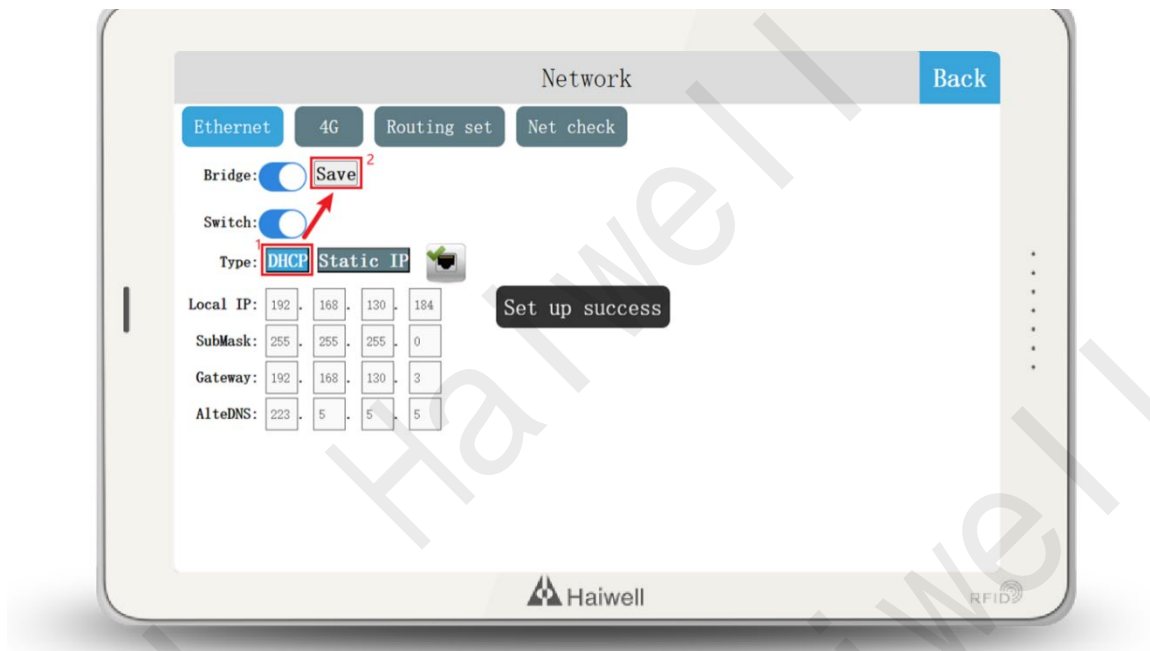 Network
Back
Ethernet
4G
Routing set
Net check
Bridge:
Save
2
Switch:
1
Type:
DHCP
Static IP
Local IP: 192 . 168 . 130 . 184
Set up success
SubMask: 255 . 255 . 255 . 0
Gateway: 192 . 168 . 130 . 3
AlteDNS: 223 . 5 . 5 . 5
Haiwell
RFID
Haiwell